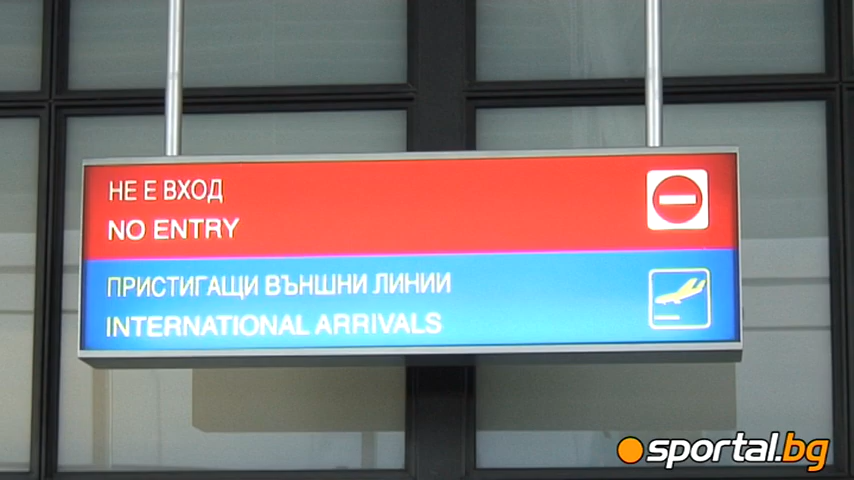 НЕ Е ВХОД
NO ENTRY
ПРИСТИГАЩИ ВЪНШНИ ЛИНИИ
INTERNATIONAL ARRIVALS
sportal.bg